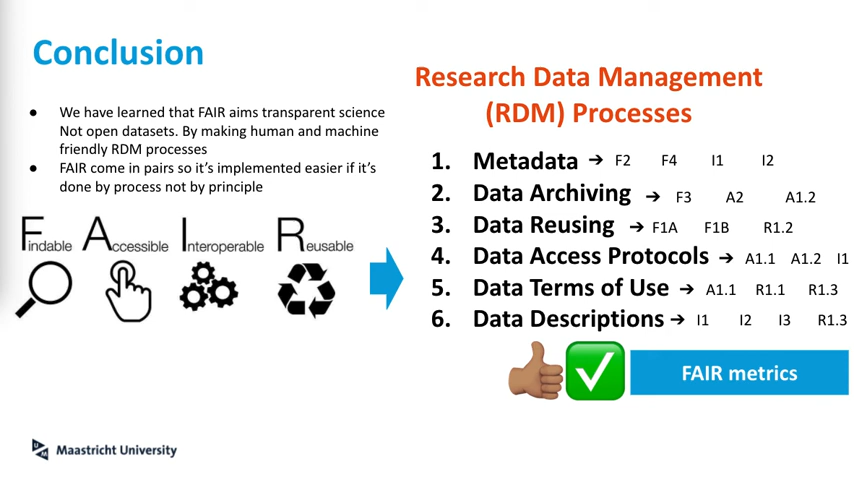 Conclusion
● We have learned that FAIR aims transparent science
Not open datasets. By making human and machine
friendly RDM processes
● FAIR come in pairs so it's implemented easier if it's
done by process not by principle
Findable Accessible Interoperable Reusable
Research Data Management
(RDM) Processes
1. Metadata → F2 F4 I1 I2
2. Data Archiving → F3 A2 A1.2
3. Data Reusing → F1A F1B R1.2
4. Data Access Protocols → A1.1 A1.2 I1
5. Data Terms of Use → A1.1 R1.1 R1.3
6. Data Descriptions → I1 I2 I3 R1.3
FAIR metrics
Maastricht University